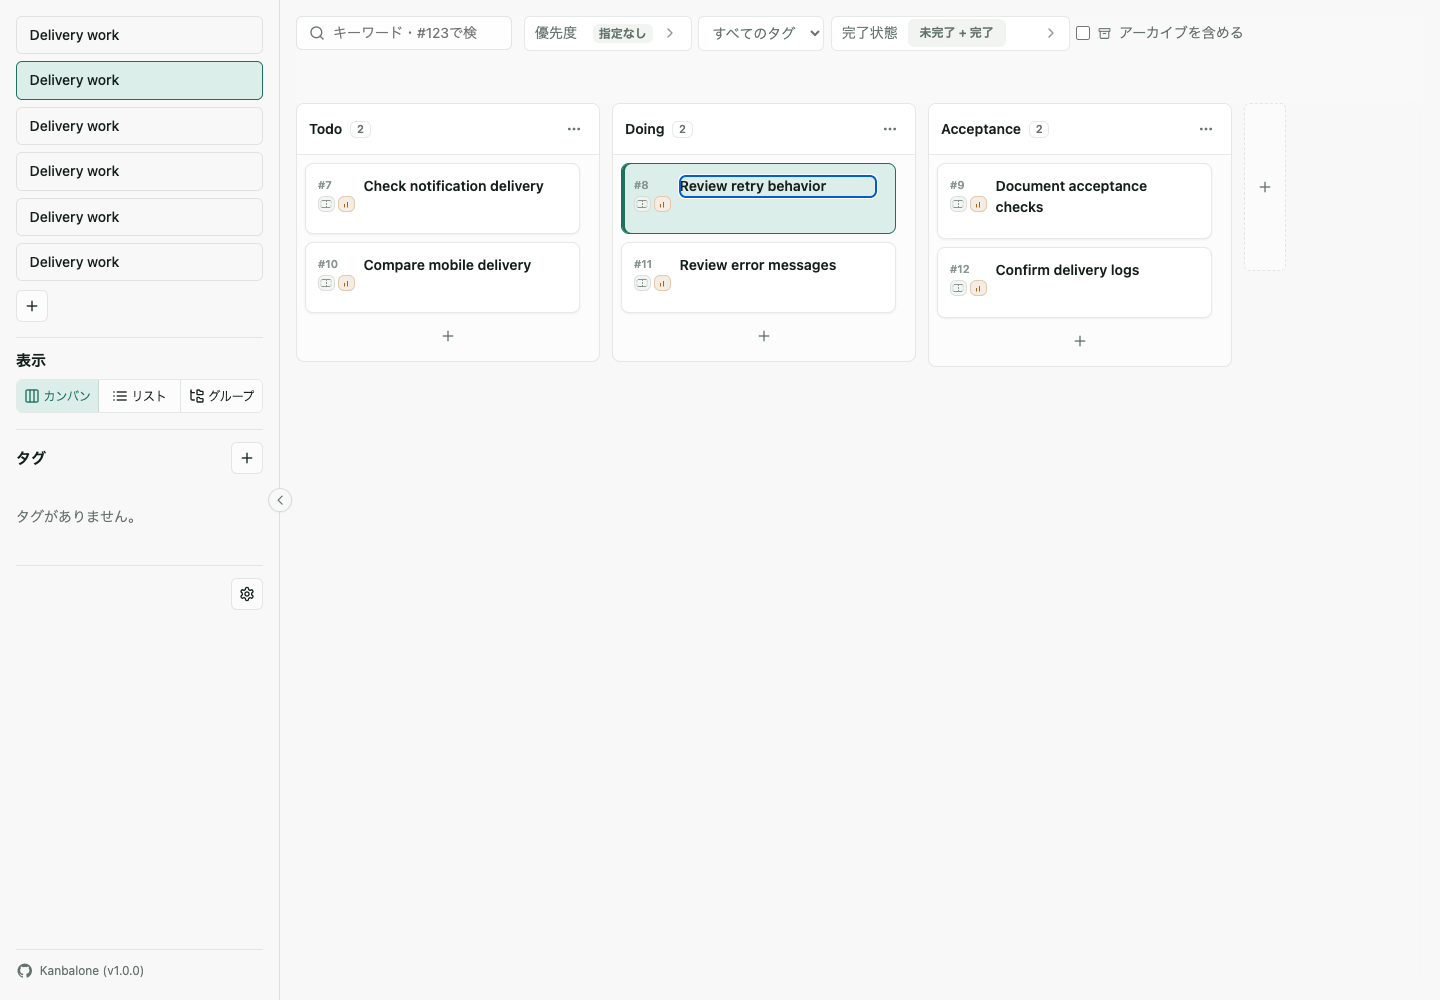 Delivery work
Delivery work
Delivery work
Delivery work
Delivery work
Delivery work
表示
カンバン
リスト
グループ
タグ
タグがありません。
Kanbalone (v1.0.0)
キーワード・#123で検
優先度 指定なし
すべてのタグ
完了状態 未完了 + 完了
アーカイブを含める
Todo 2
#7 Check notification delivery
#10 Compare mobile delivery
Doing 2
#8 Review retry behavior
#11 Review error messages
Acceptance 2
#9 Document acceptance
checks
#12 Confirm delivery logs